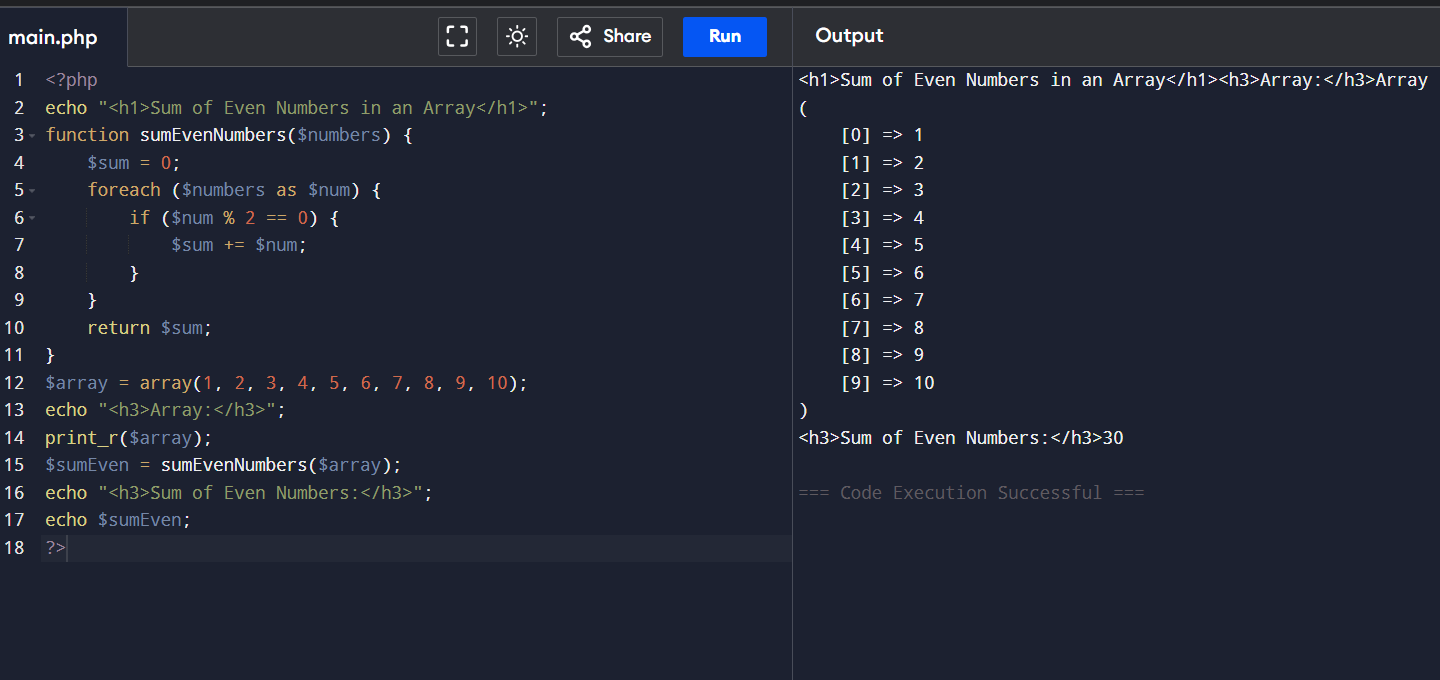 main.php
Share
Run
Output
1 <?php
2 echo "<h1>Sum of Even Numbers in an Array</h1>";
3 function sumEvenNumbers($numbers) {
4     $sum = 0;
5     foreach ($numbers as $num) {
6         if ($num % 2 == 0) {
7             $sum += $num;
8         }
9     }
10     return $sum;
11 }
12 $array = array(1, 2, 3, 4, 5, 6, 7, 8, 9, 10);
13 echo "<h3>Array:</h3>";
14 print_r($array);
15 $sumEven = sumEvenNumbers($array);
16 echo "<h3>Sum of Even Numbers:</h3>";
17 echo $sumEven;
18 ?>
<h1>Sum of Even Numbers in an Array</h1><h3>Array:</h3>Array
(
    [0] => 1
    [1] => 2
    [2] => 3
    [3] => 4
    [4] => 5
    [5] => 6
    [6] => 7
    [7] => 8
    [8] => 9
    [9] => 10
)
<h3>Sum of Even Numbers:</h3>30
=== Code Execution Successful ===